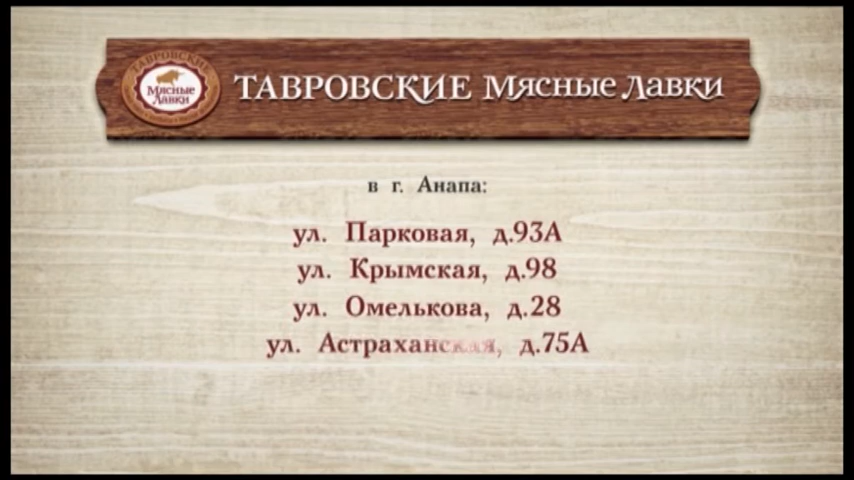 ТАВРОВСКИЕ
Мясные
Лавки
ТАВРОВСКИЕ Мясные Лавки
в г. Анапа:
ул. Парковая, д.93А
ул. Крымская, д.98
ул. Омелькова, д.28
ул. Астраханская, д.75А